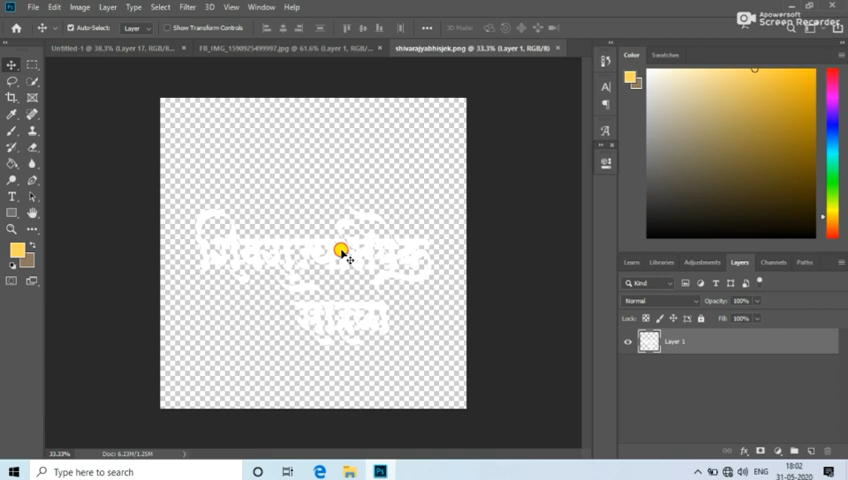 File Edit Image Layer Type Select Filter 3D View Window Help
Apowersoft
Screen Recorder
Auto-Select: Layer Show Transform Controls 3D Mode:
Untitled-1 @ 38.3% (Layer 17, RGB/8... × FB_IMG_1590925499997.jpg @ 61.6% (Layer 1, RGB/8... × shivarajyabhisjek.png @ 33.3% (Layer 1, RGB/8) ×
Color Swatches
Learn Libraries Adjustments Layers Channels Paths
Kind
Normal Opacity: 100%
Lock: Fill: 100%
Layer 1
33.33% Doc: 6.23M/1.25M
Type here to search
ENG
18:02
31-05-2020